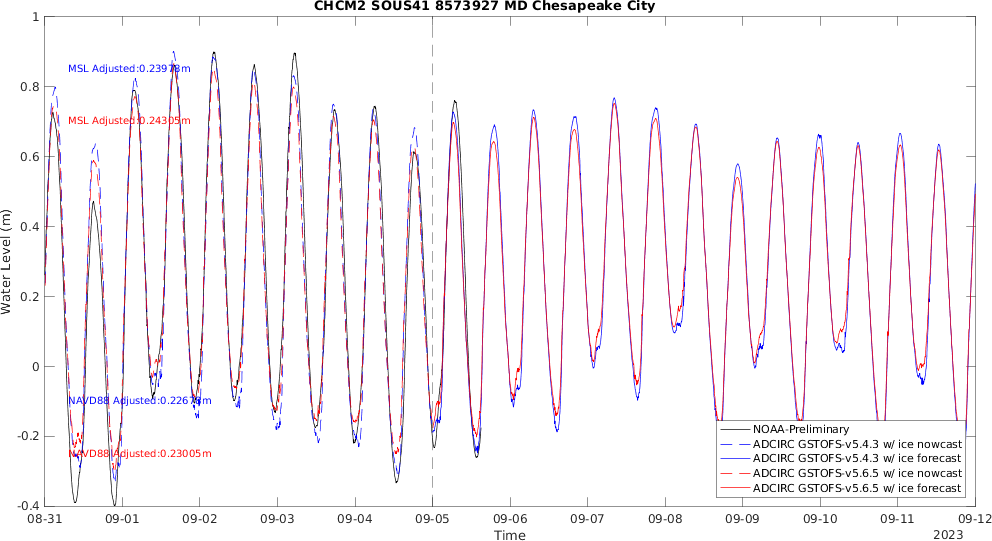 CHCM2 SOUS41 8573927 MD Chesapeake City
1
0.8
0.6
0.4
0.2
0
-0.2
-0.4
Water Level (m)
MSL Adjusted:0.23973m
MSL Adjusted:0.24305m
NAVD88 Adjusted:0.22673m
NAVD88 Adjusted:0.23005m
NOAA-Preliminary
ADCIRC GSTOFS-v5.4.3 w/ ice nowcast
ADCIRC GSTOFS-v5.4.3 w/ ice forecast
ADCIRC GSTOFS-v5.6.5 w/ ice nowcast
ADCIRC GSTOFS-v5.6.5 w/ ice forecast
08-31 09-01 09-02 09-03 09-04 09-05 09-06 09-07 09-08 09-09 09-10 09-11 09-12
Time
2023